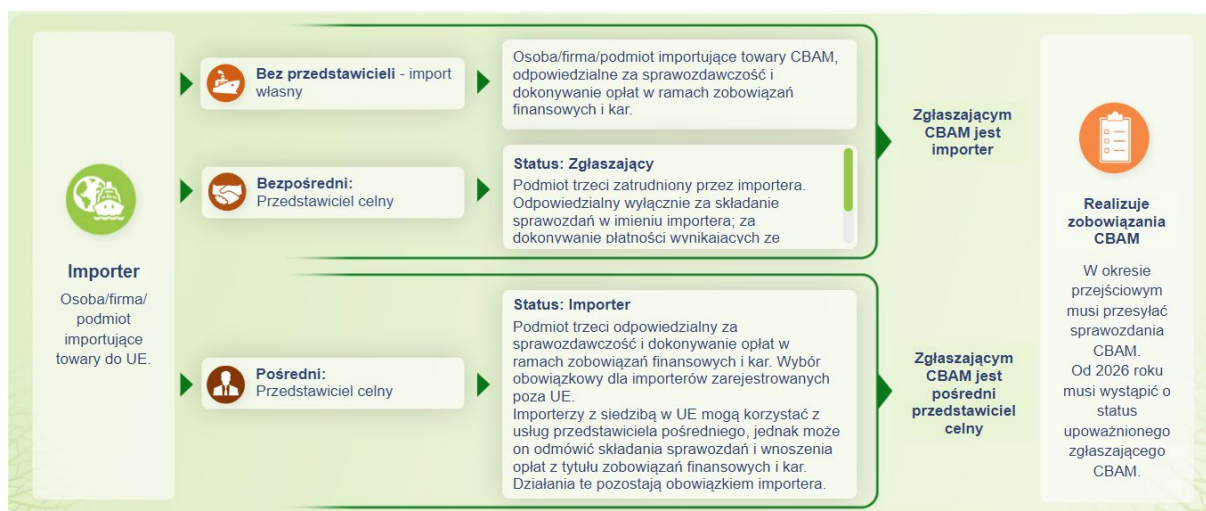 Importer
Osoba/firma/
podmiot
importujące
towary do UE.
Bez przedstawicieli - import
własny
Osoba/firma/podmiot importujące towary CBAM,
odpowiedzialne za sprawozdawczość i
dokonywanie opłat w ramach zobowiązań
finansowych i kar.
Bezpośredni:
Przedstawiciel celny
Status: Zgłaszający
Podmiot trzeci zatrudniony przez importera.
Odpowiedzialny wyłącznie za składanie
sprawozdań w imieniu importera; za
dokonywanie płatności wynikających ze
Zgłaszającym
CBAM jest
importer
Pośredni:
Przedstawiciel celny
Status: Importer
Podmiot trzeci odpowiedzialny za
sprawozdawczość i dokonywanie opłat w
ramach zobowiązań finansowych i kar. Wybór
obowiązkowy dla importerów zarejestrowanych
poza UE.
Importerzy z siedzibą w UE mogą korzystać z
usług przedstawiciela pośredniego, jednak może
on odmówić składania sprawozdań i wnoszenia
opłat z tytułu zobowiązań finansowych i kar.
Działania te pozostają obowiązkiem importera.
Zgłaszającym
CBAM jest
pośredni
przedstawiciel
celny
Realizuje
zobowiązania
CBAM
W okresie
przejściowym
musi przesyłać
sprawozdania
CBAM.
Od 2026 roku
musi wystąpić o
status
upoważnionego
zgłaszającego
CBAM.